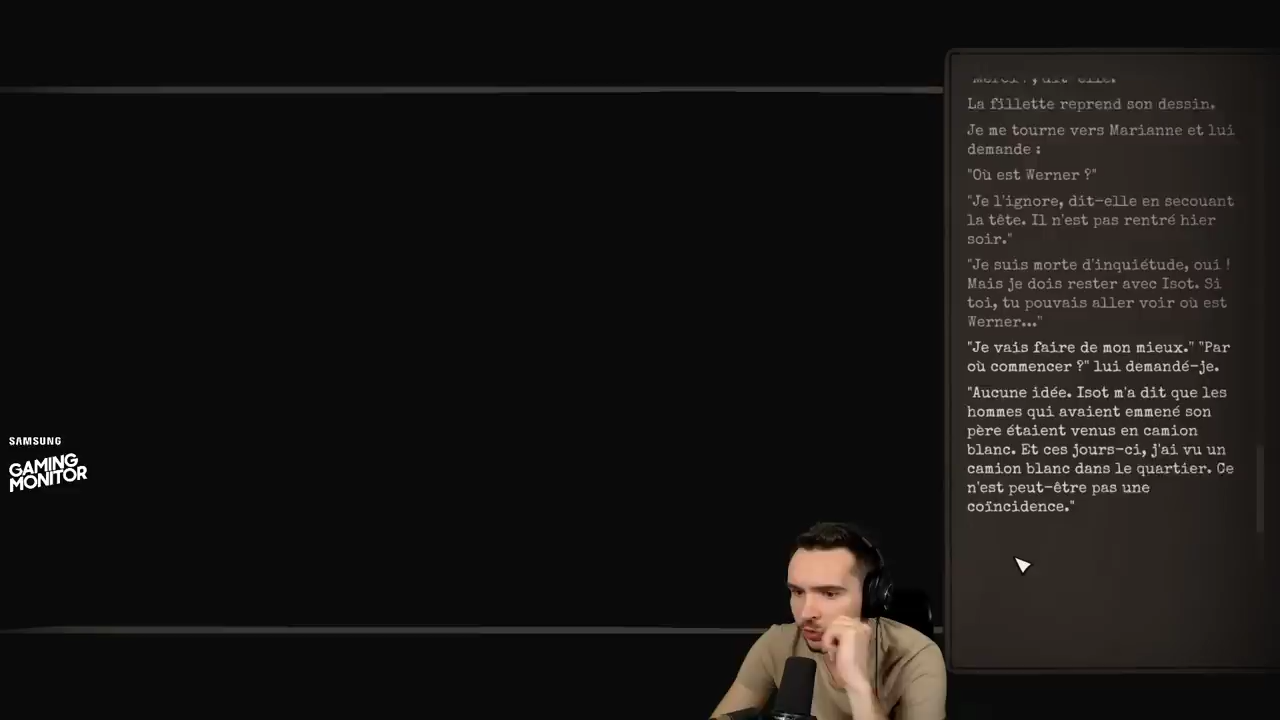 "Merci !", dit-elle.
La fillette reprend son dessin.
Je me tourne vers Marianne et lui
demande :
"Où est Werner ?"
"Je l'ignore, dit-elle en secouant
la tête. Il n'est pas rentré hier
soir."
"Je suis morte d'inquiétude, oui !
Mais je dois rester avec Isot. Si
toi, tu pouvais aller voir où est
Werner..."
"Je vais faire de mon mieux." "Par
où commencer ?" lui demandé-je.
"Aucune idée. Isot m'a dit que les
hommes qui avaient emmené son
père étaient venus en camion
blanc. Et ces jours-ci, j'ai vu un
camion blanc dans le quartier. Ce
n'est peut-être pas une
coïncidence."
SAMSUNG
GAMING
MONITOR